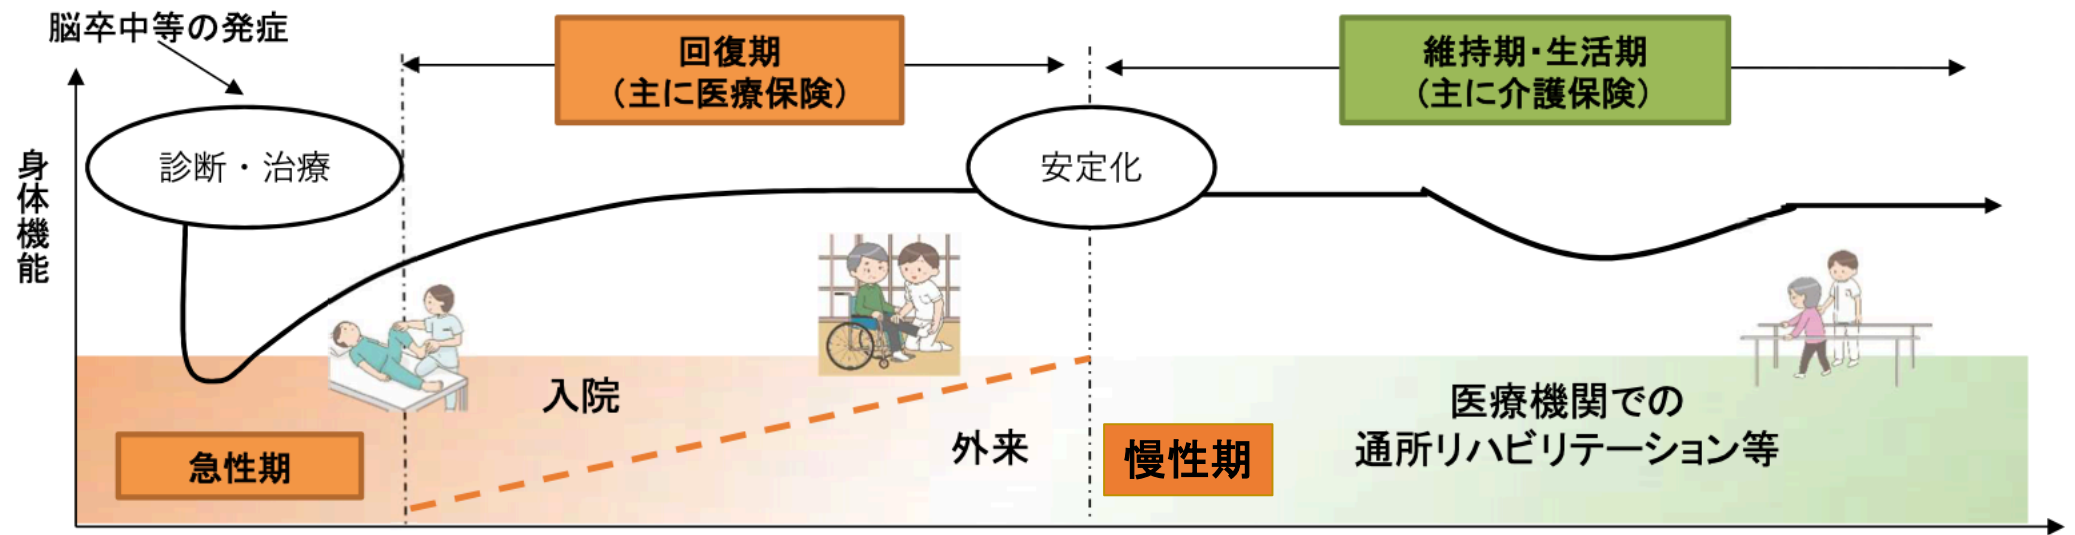 脳卒中等の発症
回復期
（主に医療保険）
維持期・生活期
（主に介護保険）
診断・治療
安定化
身体機能
入院
外来
急性期
慢性期
医療機関での
通所リハビリテーション等